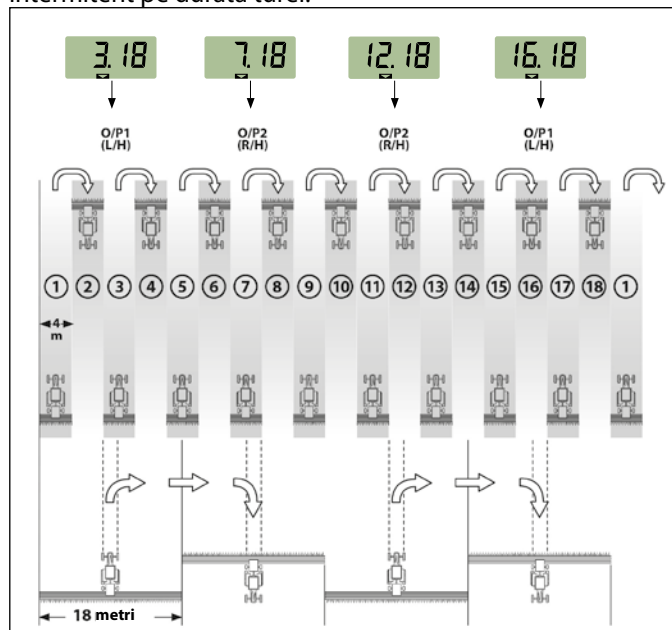 intermitent pe durata turei.
3.18 7.18 12.18 16.18
O/P1 O/P2 O/P2 O/P1
(L/H) (R/H) (R/H) (L/H)
1 2 3 4 5 6 7 8 9 10 11 12 13 14 15 16 17 18 1
4
m
18 metri